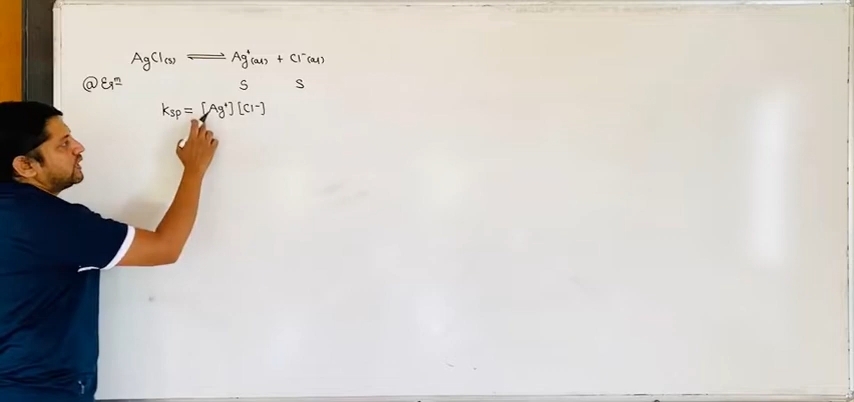 AgCl(s) ⇌ Ag⁺(aq) + Cl⁻(aq)
@ Eqᵐ S S
Ksp = [Ag⁺] [Cl⁻]